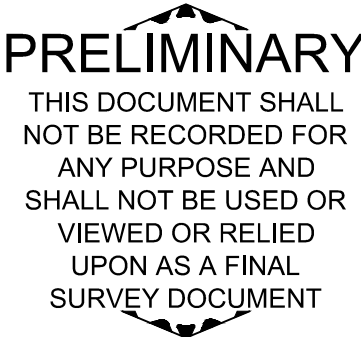 PRELIMINARY
THIS DOCUMENT SHALL
NOT BE RECORDED FOR
ANY PURPOSE AND
SHALL NOT BE USED OR
VIEWED OR RELIED
UPON AS A FINAL
SURVEY DOCUMENT